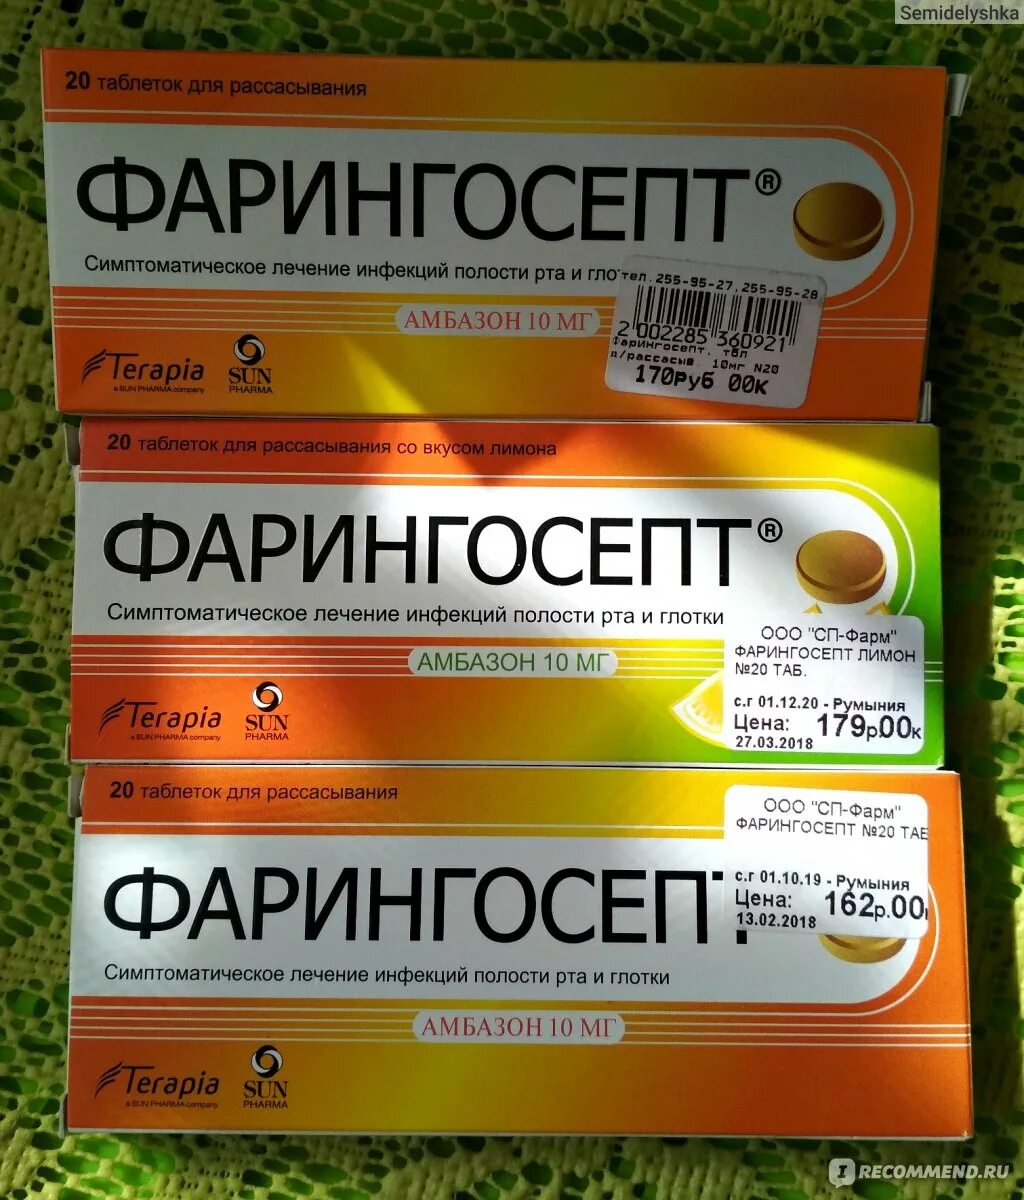 Semidelyshka
20 таблеток для рассасывания
ФАРИНГОСЕПТ®
Симптоматическое лечение инфекций полости рта и гло
тел.255-95-27,255-95-28
2 002285 360921
Фарингосепт. тбл
п/рассасыв. 10мг N20
170Руб 00К
АМБАЗОН 10 МГ
Terapia
a SUN PHARMA company
SUN
PHARMA
20 таблеток для рассасывания со вкусом лимона
ФАРИНГОСЕПТ®
Симптоматическое лечение инфекций полости рта и глотки
АМБАЗОН 10 МГ
ООО "СП-Фарм"
ФАРИНГОСЕПТ ЛИМОН
№20 ТАБ.
с.г 01.12.20 - Румыния
Цена: 179р.00к
27.03.2018
Terapia
a SUN PHARMA company
SUN
PHARMA
20 таблеток для рассасывания
ООО "СП-Фарм"
ФАРИНГОСЕПТ №20 ТАБ
с.г 01.10.19 - Румыния
Цена: 162р.00
13.02.2018
ФАРИНГОСЕПТ
Симптоматическое лечение инфекций полости рта и глотки
АМБАЗОН 10 МГ
Terapia
a SUN PHARMA company
SUN
PHARMA
IRECOMMEND.RU